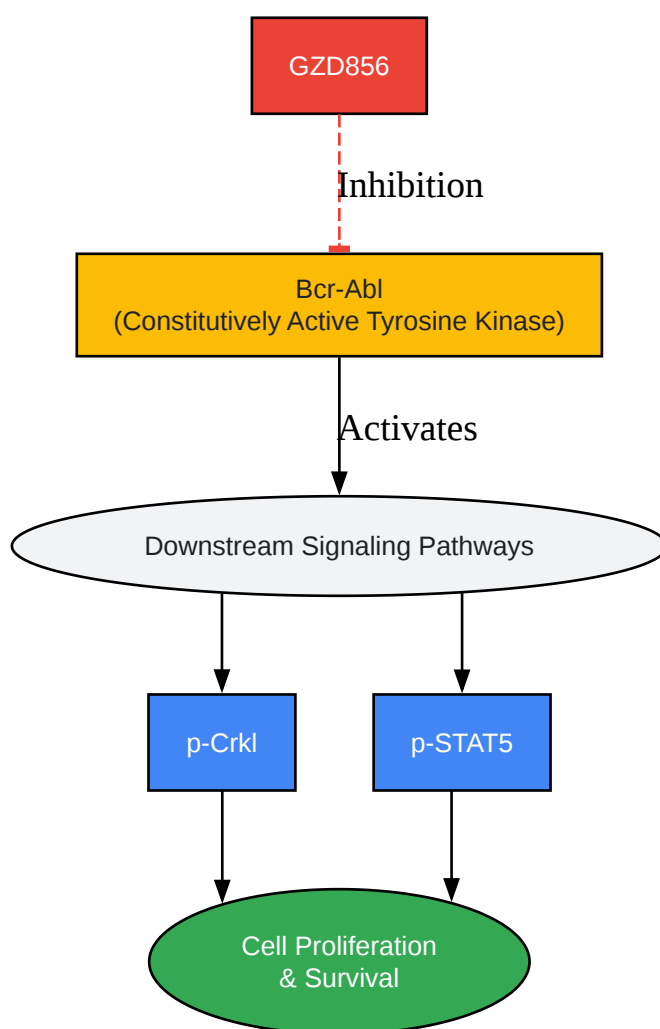 GZD856
Inhibition
Bcr-Abl
(Constitutively Active Tyrosine Kinase)
Activates
Downstream Signaling Pathways
p-Crkl
p-STAT5
Cell Proliferation
& Survival